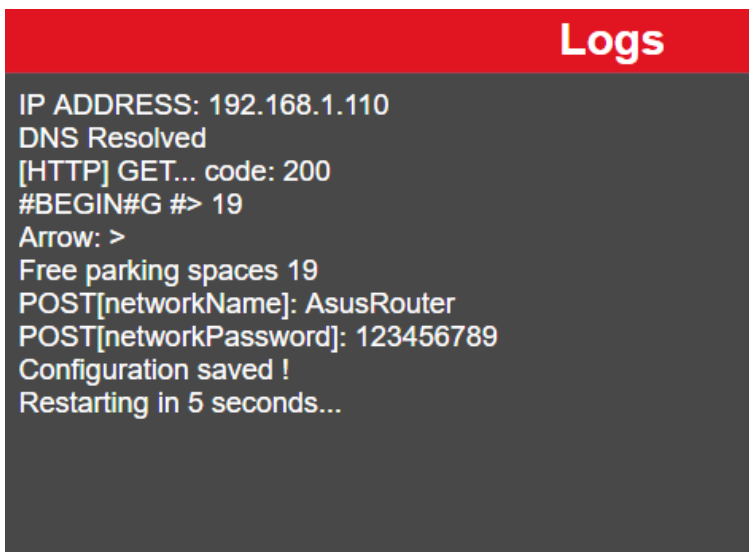 Logs
IP ADDRESS: 192.168.1.110
DNS Resolved
[HTTP] GET... code: 200
#BEGIN#G #> 19
Arrow: >
Free parking spaces 19
POST[networkName]: AsusRouter
POST[networkPassword]: 123456789
Configuration saved !
Restarting in 5 seconds...